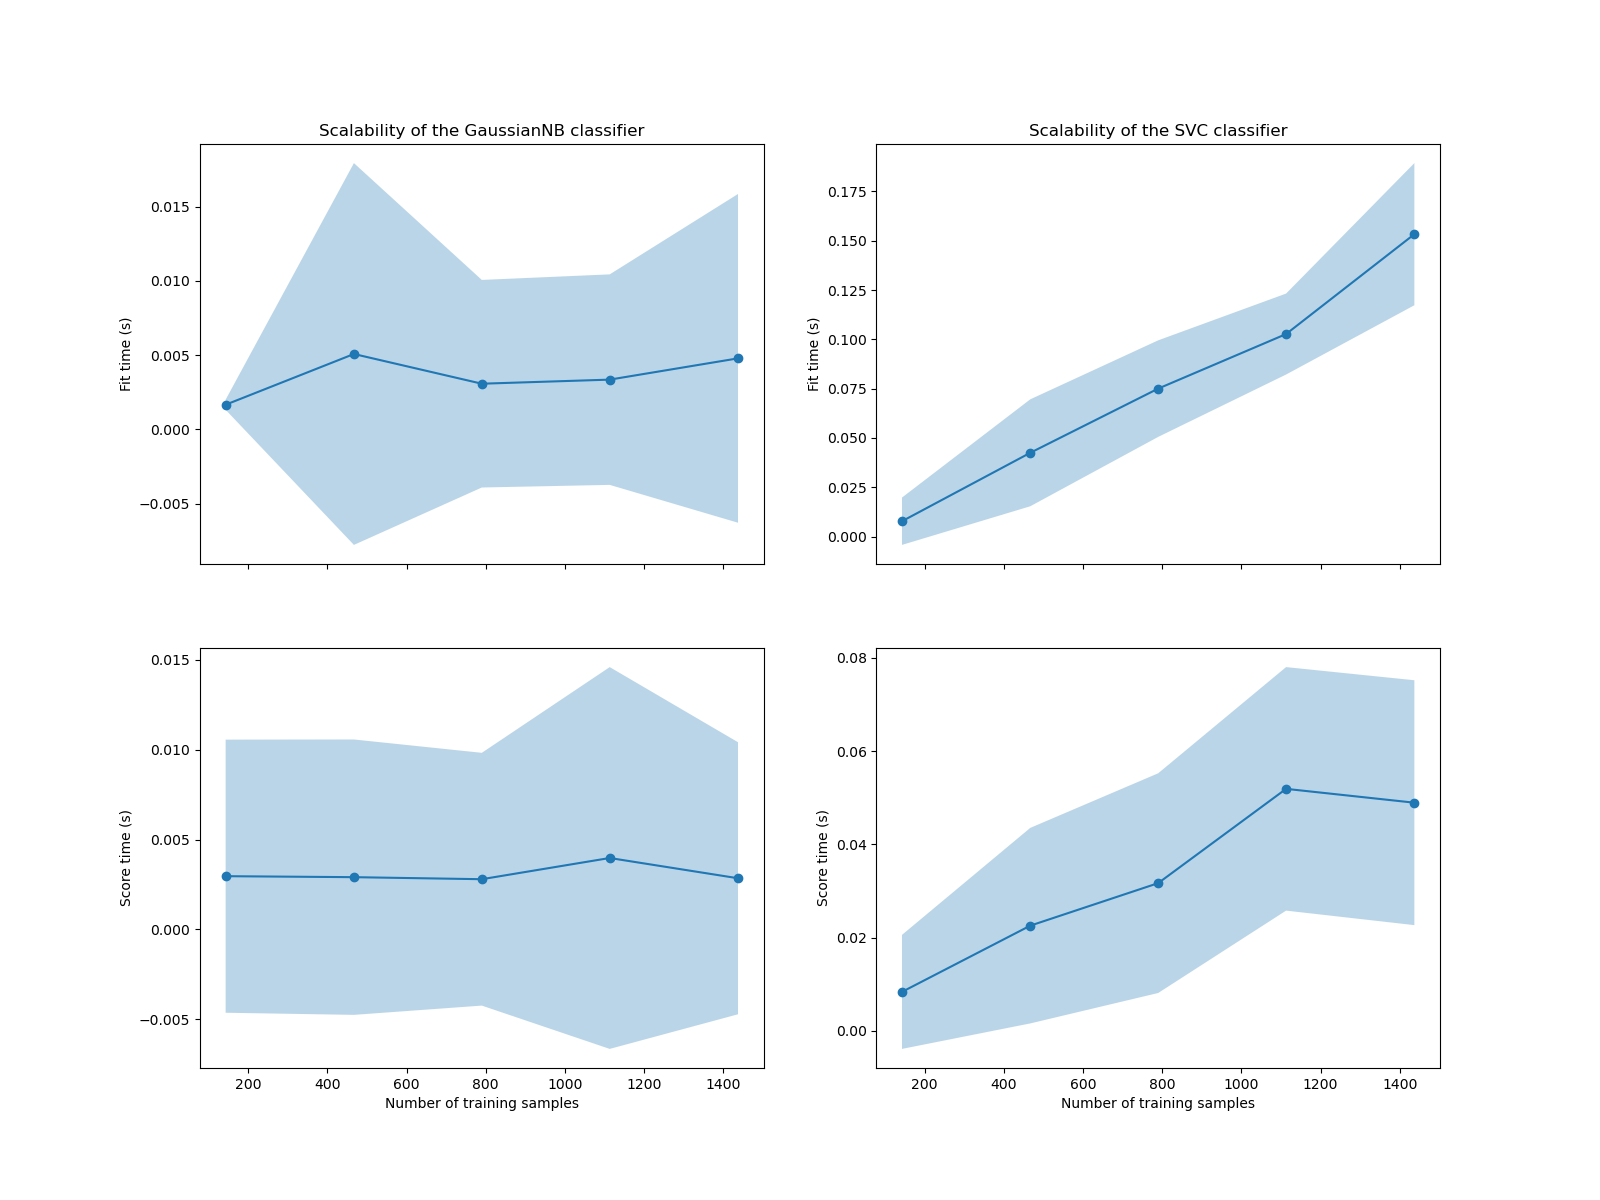 Scalability of the GaussianNB classifier
0.015
0.010
0.005
0.000
−0.005
Fit time (s)
Scalability of the SVC classifier
0.175
0.150
0.125
0.100
0.075
0.050
0.025
0.000
Fit time (s)
0.015
0.010
0.005
0.000
−0.005
Score time (s)
200 400 600 800 1000 1200 1400
Number of training samples
0.08
0.06
0.04
0.02
0.00
Score time (s)
200 400 600 800 1000 1200 1400
Number of training samples